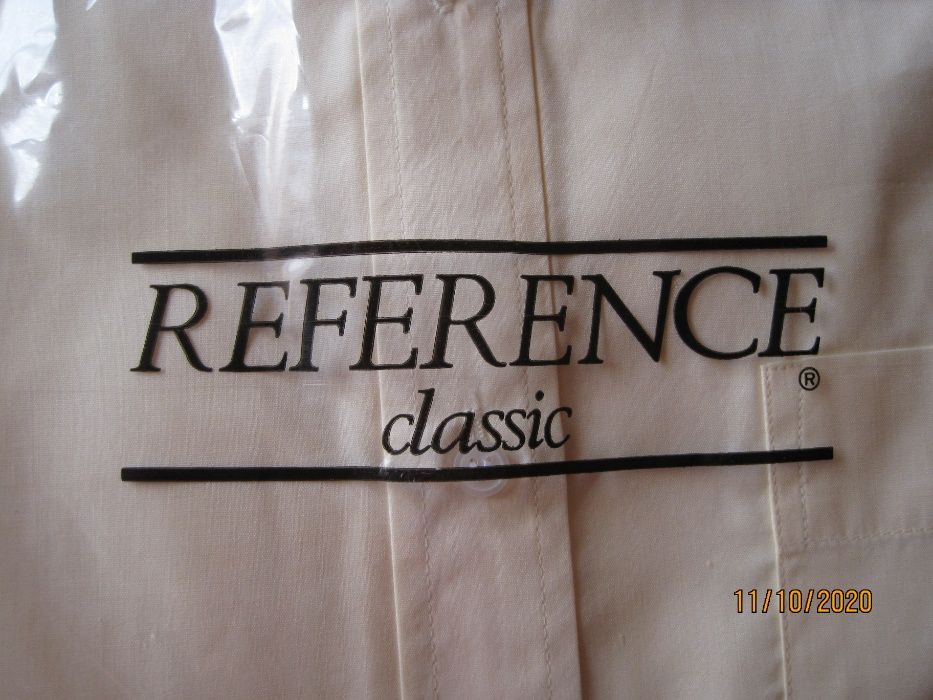 REFERENCE
®
classic
11/10/2020